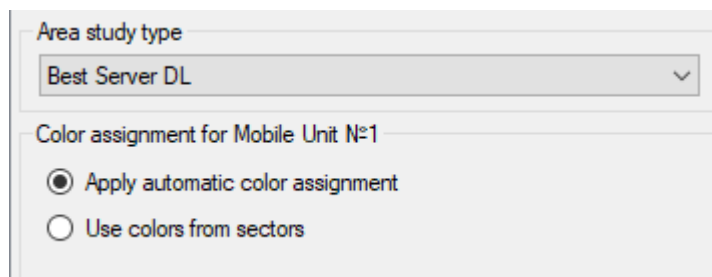 Area study type
Best Server DL
Color assignment for Mobile Unit №1
Apply automatic color assignment
Use colors from sectors